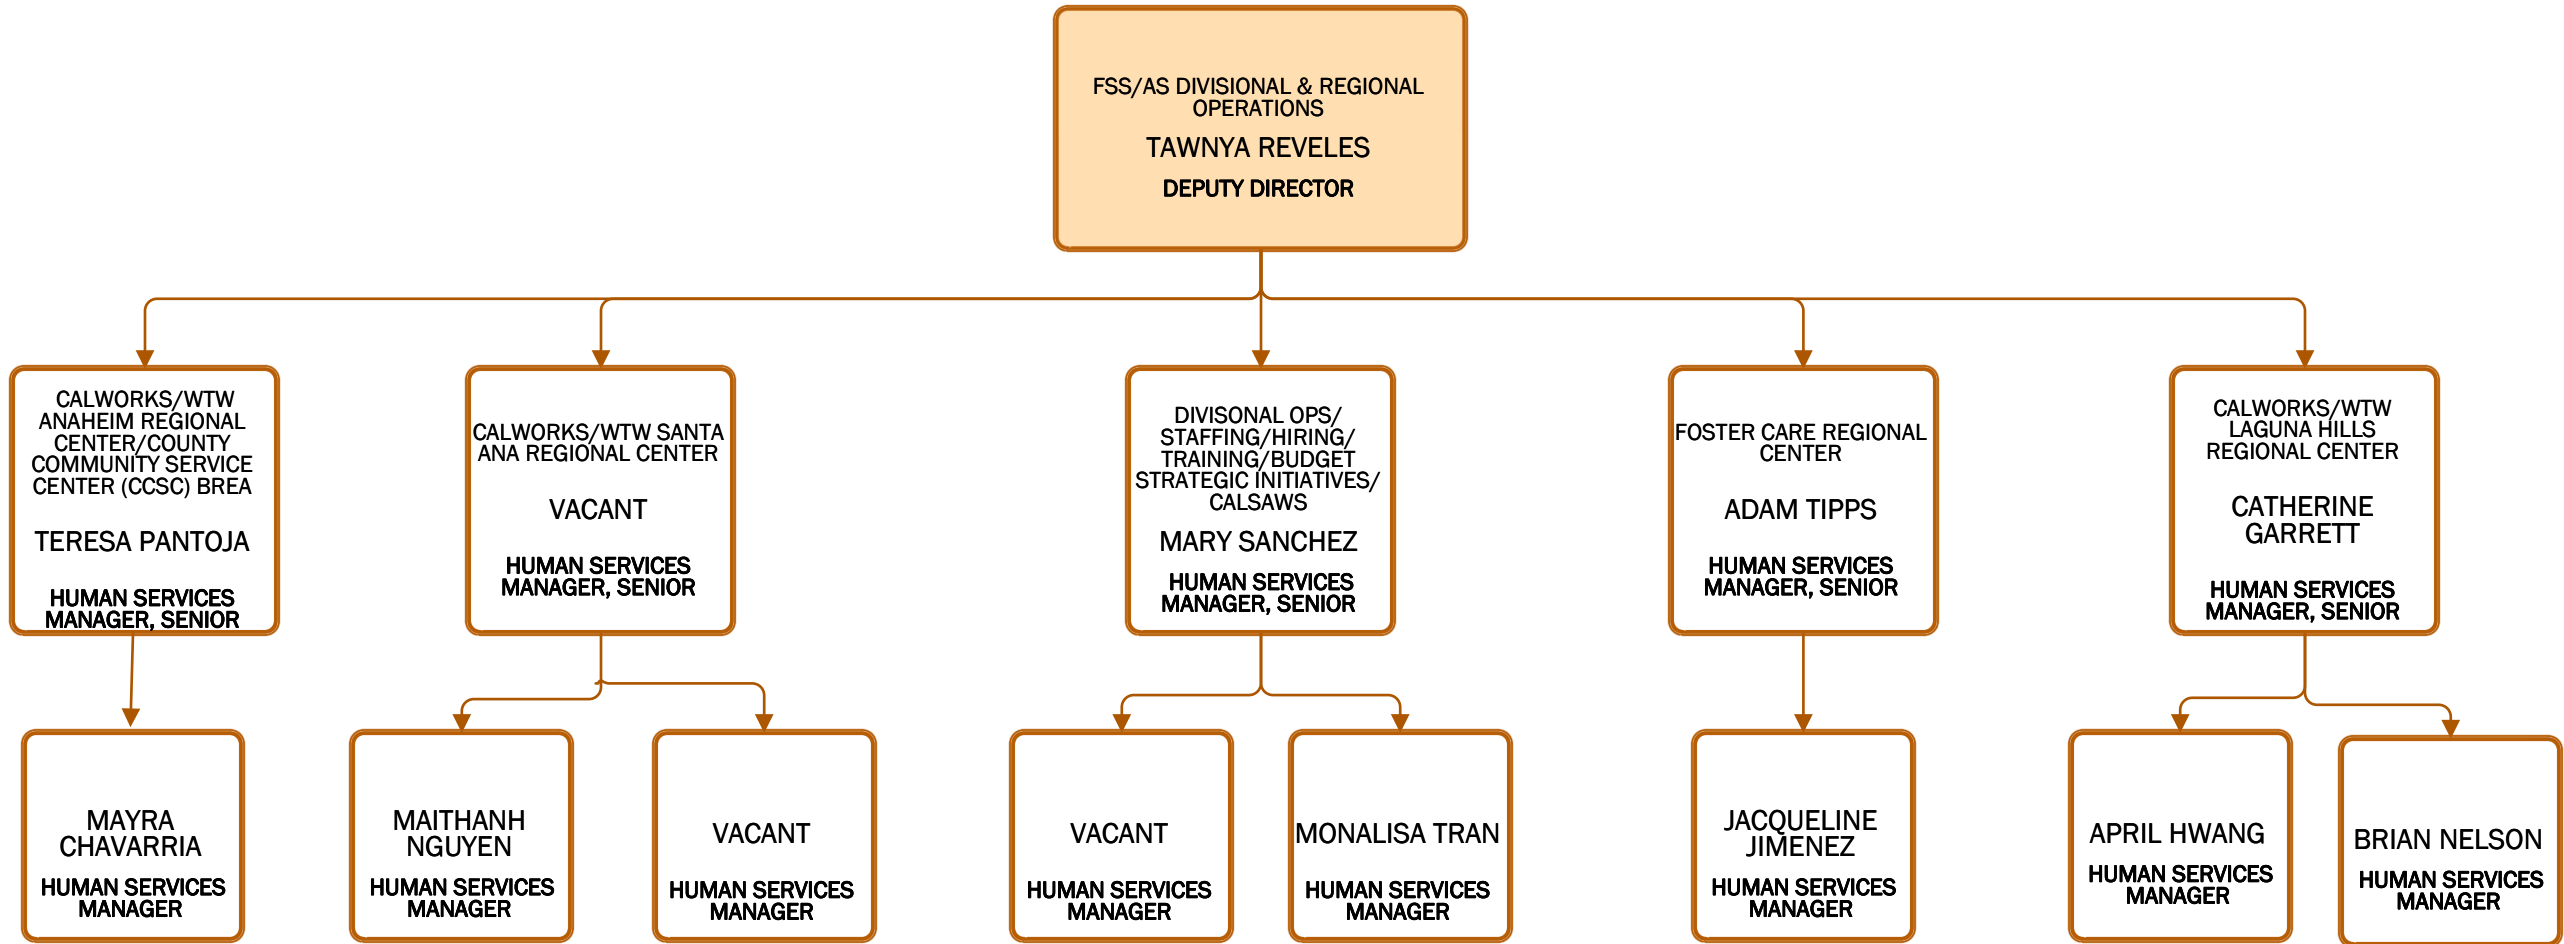 FSS/AS DIVISIONAL & REGIONAL
OPERATIONS
TAWNYA REVELES
DEPUTY DIRECTOR
CALWORKS/WTW
ANAHEIM REGIONAL
CENTER/COUNTY
COMMUNITY SERVICE
CENTER (CCSC) BREA
TERESA PANTOJA
HUMAN SERVICES
MANAGER, SENIOR
CALWORKS/WTW SANTA
ANA REGIONAL CENTER
VACANT
HUMAN SERVICES
MANAGER, SENIOR
DIVISONAL OPS/
STAFFING/HIRING/
TRAINING/BUDGET
STRATEGIC INITIATIVES/
CALSAWS
MARY SANCHEZ
HUMAN SERVICES
MANAGER, SENIOR
FOSTER CARE REGIONAL
CENTER
ADAM TIPPS
HUMAN SERVICES
MANAGER, SENIOR
CALWORKS/WTW
LAGUNA HILLS
REGIONAL CENTER
CATHERINE
GARRETT
HUMAN SERVICES
MANAGER, SENIOR
MAYRA
CHAVARRIA
HUMAN SERVICES
MANAGER
MAITHANH
NGUYEN
HUMAN SERVICES
MANAGER
VACANT
HUMAN SERVICES
MANAGER
VACANT
HUMAN SERVICES
MANAGER
MONALISA TRAN
HUMAN SERVICES
MANAGER
JACQUELINE
JIMENEZ
HUMAN SERVICES
MANAGER
APRIL HWANG
HUMAN SERVICES
MANAGER
BRIAN NELSON
HUMAN SERVICES
MANAGER